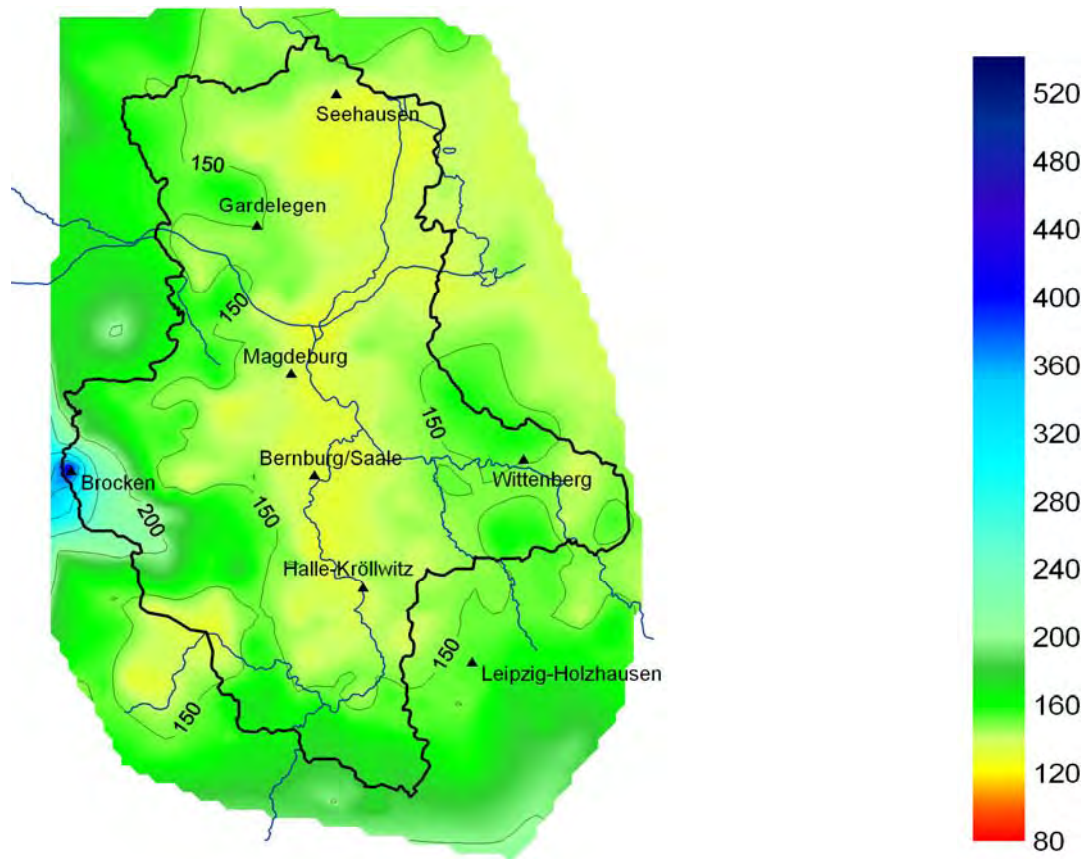 Seehausen
150
Gardelegen
150
Magdeburg
150
Bernburg/Saale
Wittenberg
Brocken
200
150
Halle-Kröllwitz
150
Leipzig-Holzhausen
150
520
480
440
400
360
320
280
240
200
160
120
80